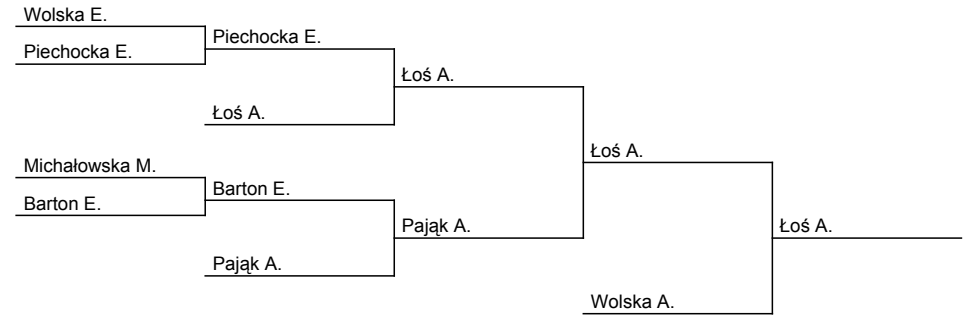 Wolska E.
Piechocka E.
Piechocka E.
Łoś A.
Łoś A.
Łoś A.
Michałowska M.
Barton E.
Barton E.
Pająk A.
Pająk A.
Łoś A.
Wolska A.